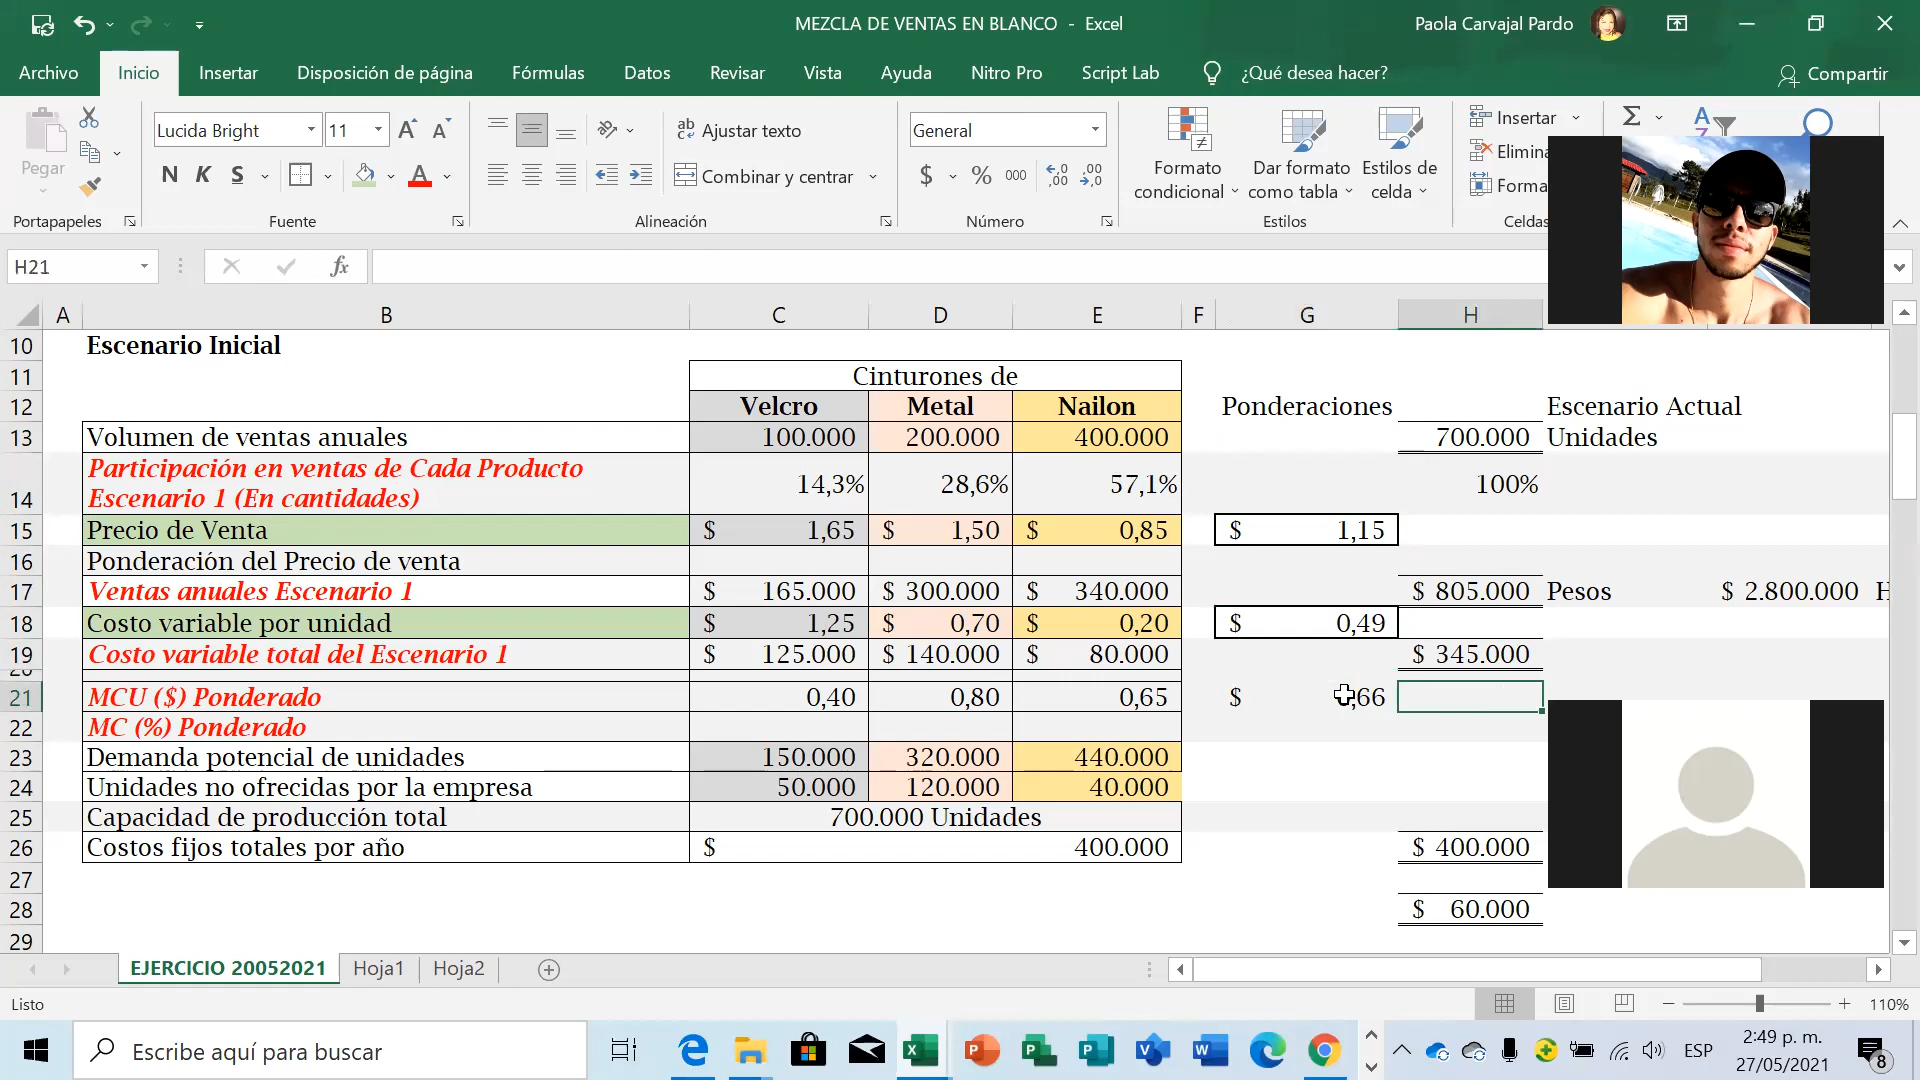 MEZCLA DE VENTAS EN BLANCO - Excel
Paola Carvajal Pardo
Archivo Inicio Insertar Disposición de página Fórmulas Datos Revisar Vista Ayuda Nitro Pro Script Lab ¿Qué desea hacer? Compartir
Pegar
Lucida Bright 11
N K S
Ajustar texto
Combinar y centrar
General
$ % 000
Formato condicional
Dar formato como tabla
Estilos de celda
Insertar
Elimina
Forma
Portapapeles Fuente Alineación Número Estilos Celdas
H21 fx
A B C D E F G H
10 Escenario Inicial
11 Cinturones de
12 Velcro Metal Nailon Ponderaciones Escenario Actual
13 Volumen de ventas anuales 100.000 200.000 400.000 700.000 Unidades
14 Participación en ventas de Cada Producto
Escenario 1 (En cantidades) 14,3% 28,6% 57,1% 100%
15 Precio de Venta $ 1,65 $ 1,50 $ 0,85 $ 1,15
16 Ponderación del Precio de venta
17 Ventas anuales Escenario 1 $ 165.000 $ 300.000 $ 340.000 $ 805.000 Pesos $ 2.800.000 H
18 Costo variable por unidad $ 1,25 $ 0,70 $ 0,20 $ 0,49
19 Costo variable total del Escenario 1 $ 125.000 $ 140.000 $ 80.000 $ 345.000
20
21 MCU ($) Ponderado 0,40 0,80 0,65 $ ,66
22 MC (%) Ponderado
23 Demanda potencial de unidades 150.000 320.000 440.000
24 Unidades no ofrecidas por la empresa 50.000 120.000 40.000
25 Capacidad de producción total 700.000 Unidades
26 Costos fijos totales por año $ 400.000 $ 400.000
27
28 $ 60.000
29
EJERCICIO 20052021 Hoja1 Hoja2
Listo 110%
Escribe aquí para buscar
ESP
2:49 p. m.
27/05/2021
8